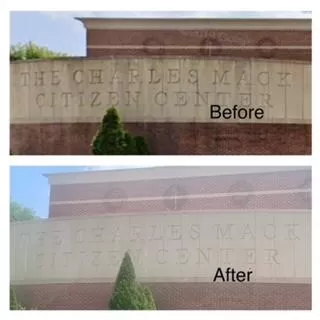 THE CHARLES MACK
CITIZEN CENTER
Before
THE CHARLES MACK
CITIZEN CENTER
After